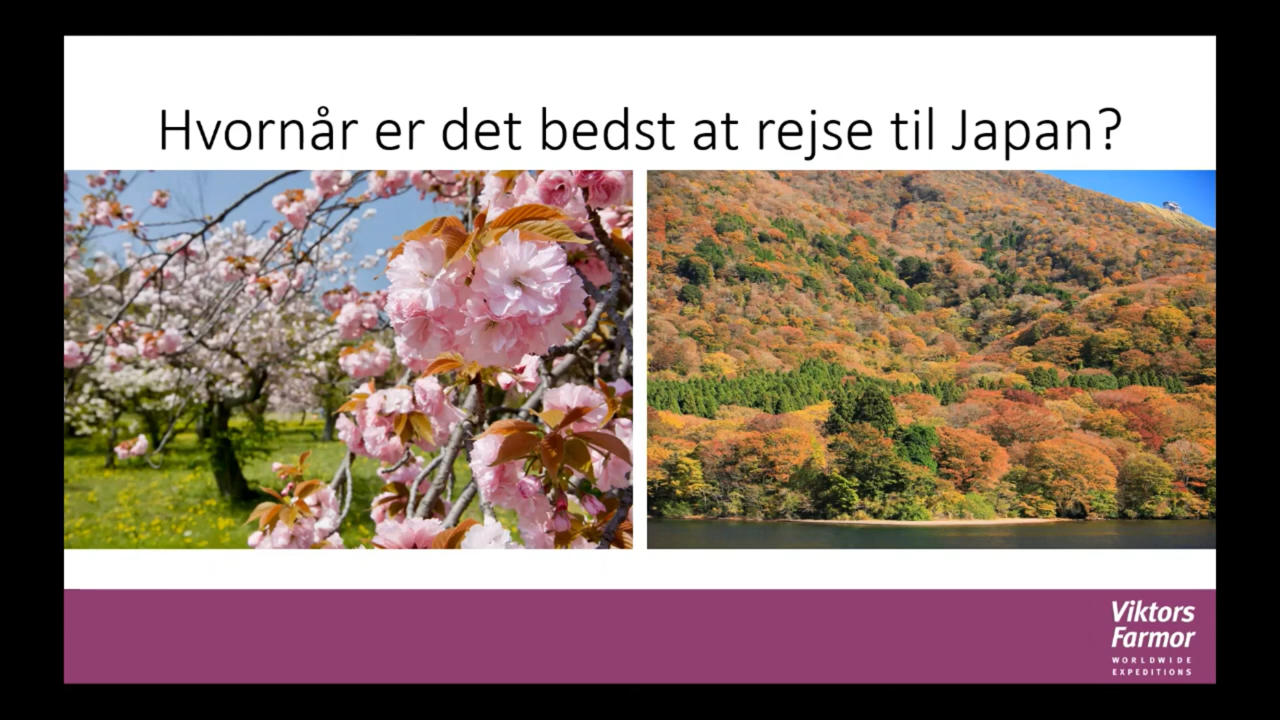 Hvornår er det bedst at rejse til Japan?
Viktors
Farmor
WORLDWIDE
EXPEDITIONS